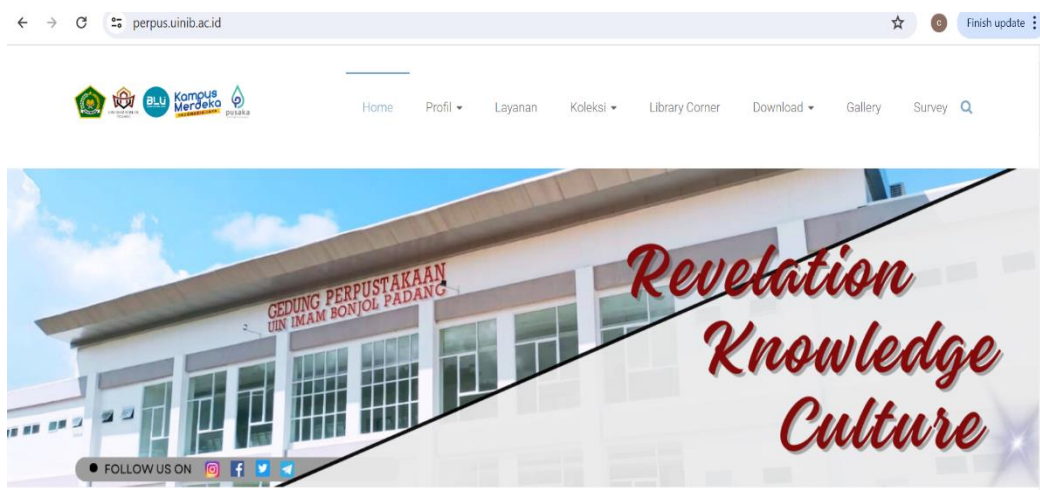 perpus.uinib.ac.id
C
Finish update
BLU
Kampus
Merdeka
pusaka
Home Profil Layanan Koleksi Library Corner Download Gallery Survey
GEDUNG PERPUSTAKAAN
UIN IMAM BONJOL PADANG
Revelation
Knowledge
Culture
FOLLOW US ON